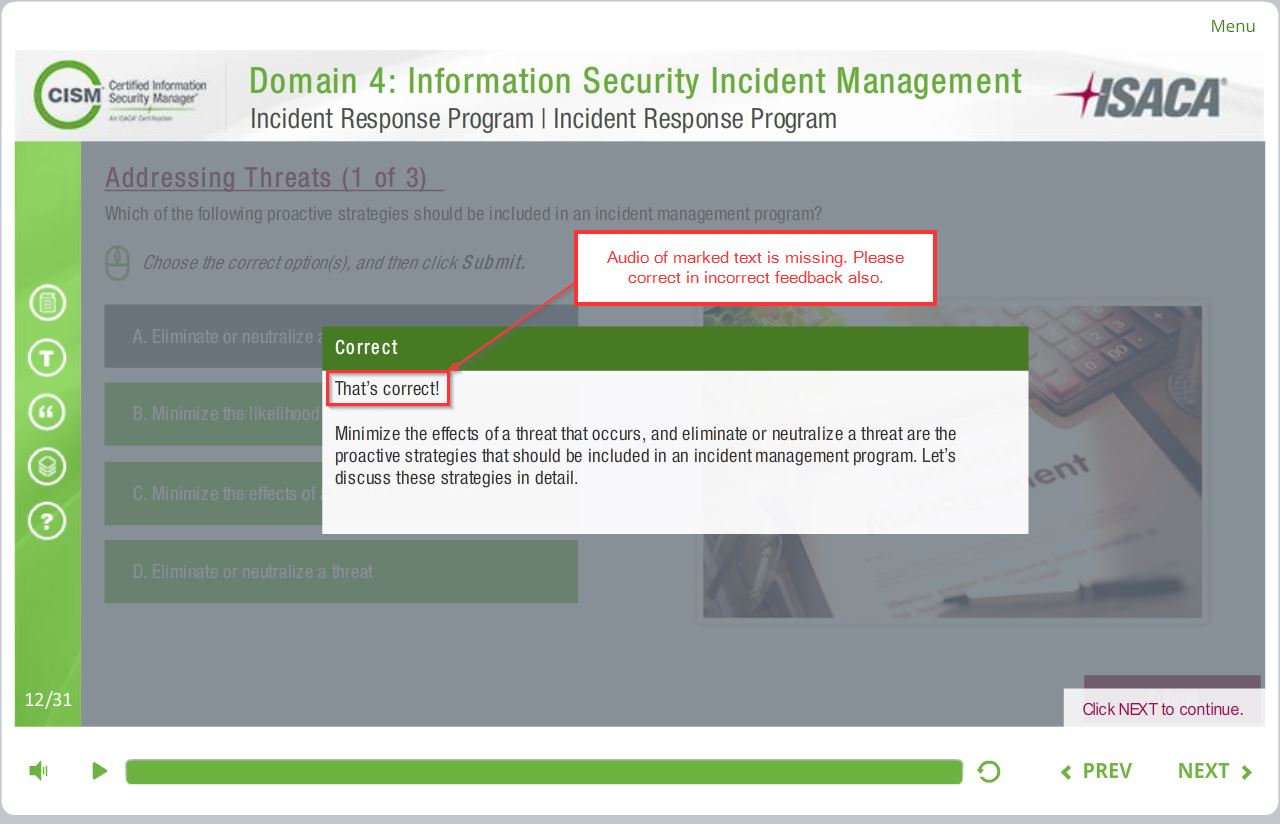 Menu
CISM
Certified Information
Security Manager®
An ISACA® Certification
Domain 4: Information Security Incident Management
Incident Response Program | Incident Response Program
ISACA®
Addressing Threats (1 of 3)
Which of the following proactive strategies should be included in an incident management program?
Choose the correct option(s), and then click Submit.
Audio of marked text is missing. Please
correct in incorrect feedback also.
A. Eliminate or neutralize a
Correct
That's correct!
B. Minimize the likelihood
Minimize the effects of a threat that occurs, and eliminate or neutralize a threat are the
proactive strategies that should be included in an incident management program. Let's
discuss these strategies in detail.
C. Minimize the effects of
D. Eliminate or neutralize a threat
T
?
12/31
Click NEXT to continue.
PREV
NEXT